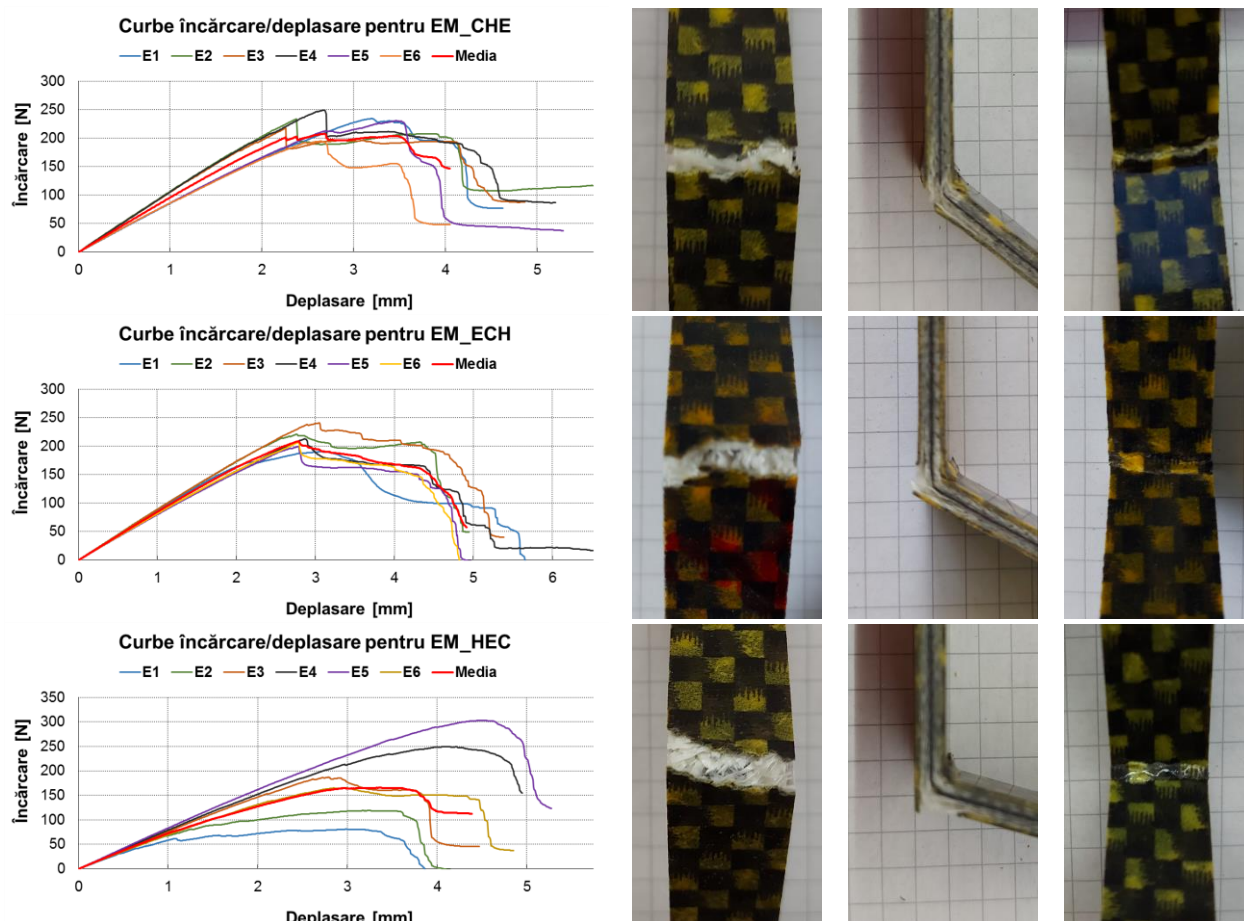 Curbe încărcare/deplasare pentru EM_CHE
E1 E2 E3 E4 E5 E6 Media
Încărcare [N]
300
250
200
150
100
50
0
0 1 2 3 4 5
Deplasare [mm]
Curbe încărcare/deplasare pentru EM_ECH
E1 E2 E3 E4 E5 E6 Media
Încărcare [N]
300
250
200
150
100
50
0
0 1 2 3 4 5 6
Deplasare [mm]
Curbe încărcare/deplasare pentru EM_HEC
E1 E2 E3 E4 E5 E6 Media
Încărcare [N]
350
300
250
200
150
100
50
0
0 1 2 3 4 5
Deplasare [mm]